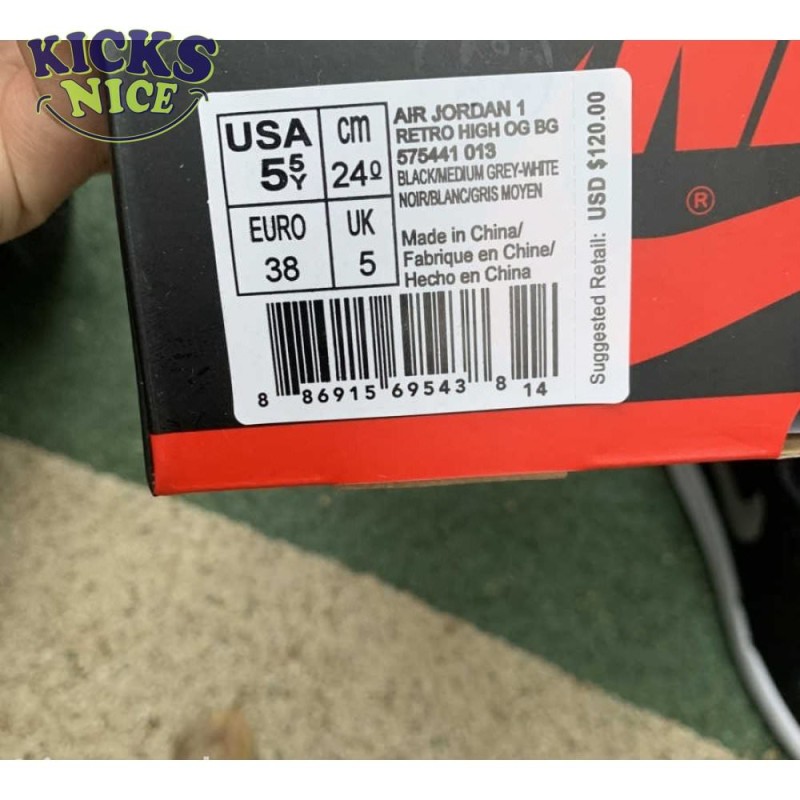 KICKS
NICE
USA
5 5 Y
cm
24 0
EURO
38
UK
5
AIR JORDAN 1
RETRO HIGH OG BG
575441 013
BLACK/MEDIUM GREY-WHITE
NOIR/BLANC/GRIS MOYEN
Made in China/
Fabrique en Chine/
Hecho en China
8 86915 69543 8 14
Suggested Retail: USD $120.00
®